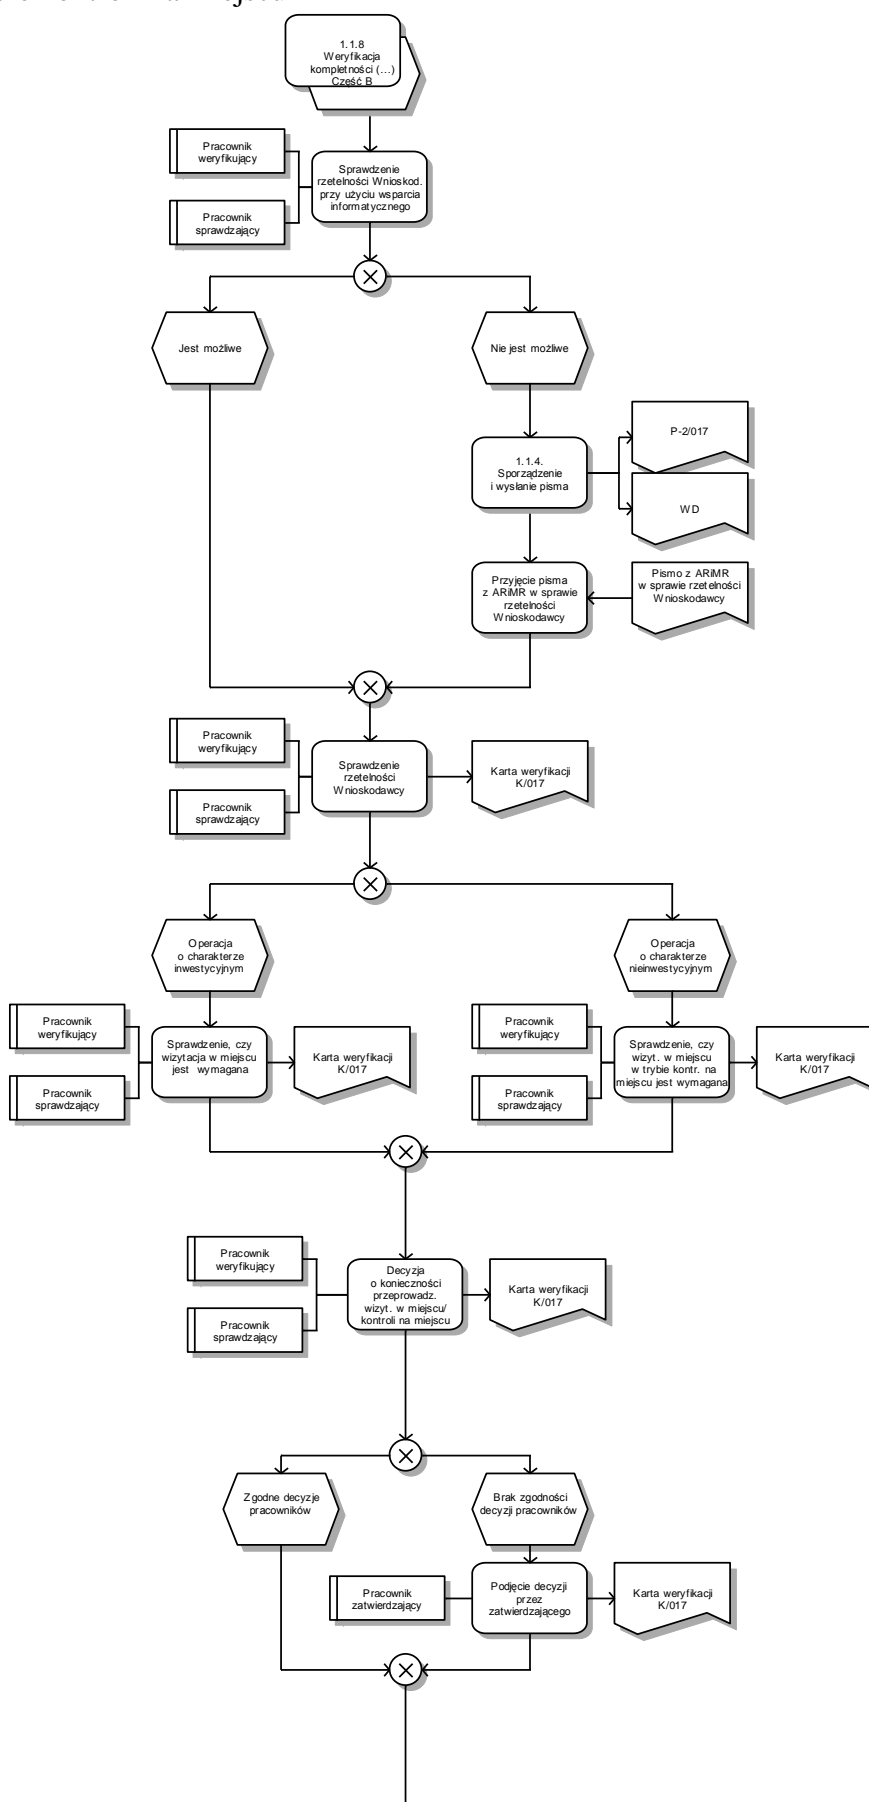 1.1.8
Weryfikacja
kompletności (...)
Część B
Pracownik
weryfikujący
Sprawdzenie
rzetelności Wnioskod.
przy użyciu wsparcia
informatycznego
Pracownik
sprawdzający
Jest możliwe
Nie jest możliwe
P-2/017
1.1.4.
Sporządzenie
i wysłanie pisma
WD
Przyjęcie pisma
z ARiMR w sprawie
rzetelności
Wnioskodawcy
Pismo z ARiMR
w sprawie rzetelności
Wnioskodawcy
Pracownik
weryfikujący
Sprawdzenie
rzetelności
Wnioskodawcy
Karta weryfikacji
K/017
Pracownik
sprawdzający
Operacja
o charakterze
inwestycyjnym
Operacja
o charakterze
nieinwestycyjnym
Pracownik
weryfikujący
Sprawdzenie, czy
wizytacja w miejscu
jest wymagana
Karta weryfikacji
K/017
Pracownik
sprawdzający
Pracownik
weryfikujący
Sprawdzenie, czy
wizyt. w miejscu
w trybie kontr. na
miejscu jest wymagana
Karta weryfikacji
K/017
Pracownik
sprawdzający
Pracownik
weryfikujący
Decyzja
o konieczności
przeprowadz.
wizyt. w miejscu/
kontroli na miejscu
Karta weryfikacji
K/017
Pracownik
sprawdzający
Zgodne decyzje
pracowników
Brak zgodności
decyzji pracowników
Pracownik
zatwierdzający
Podjęcie decyzji
przez
zatwierdzającego
Karta weryfikacji
K/017